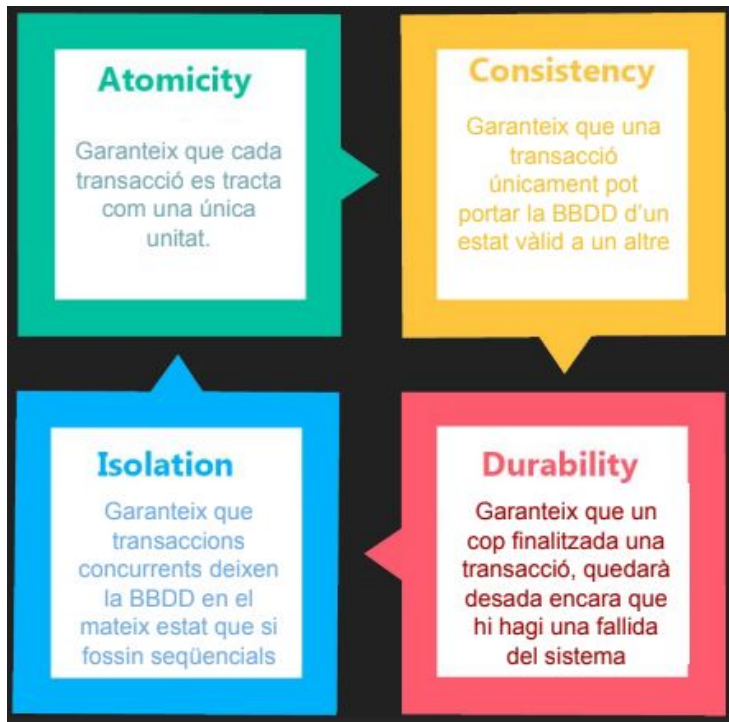 Atomicity
Garanteix que cada
transacció es tracta
com una única
unitat.
Consistency
Garanteix que una
transacció
únicament pot
portar la BBDD d'un
estat vàlid a un altre
Isolation
Garanteix que
transaccions
concurrents deixen
la BBDD en el
mateix estat que si
fossin seqüencials
Durability
Garanteix que un
cop finalitzada una
transacció, quedarà
desada encara que
hi hagi una fallida
del sistema